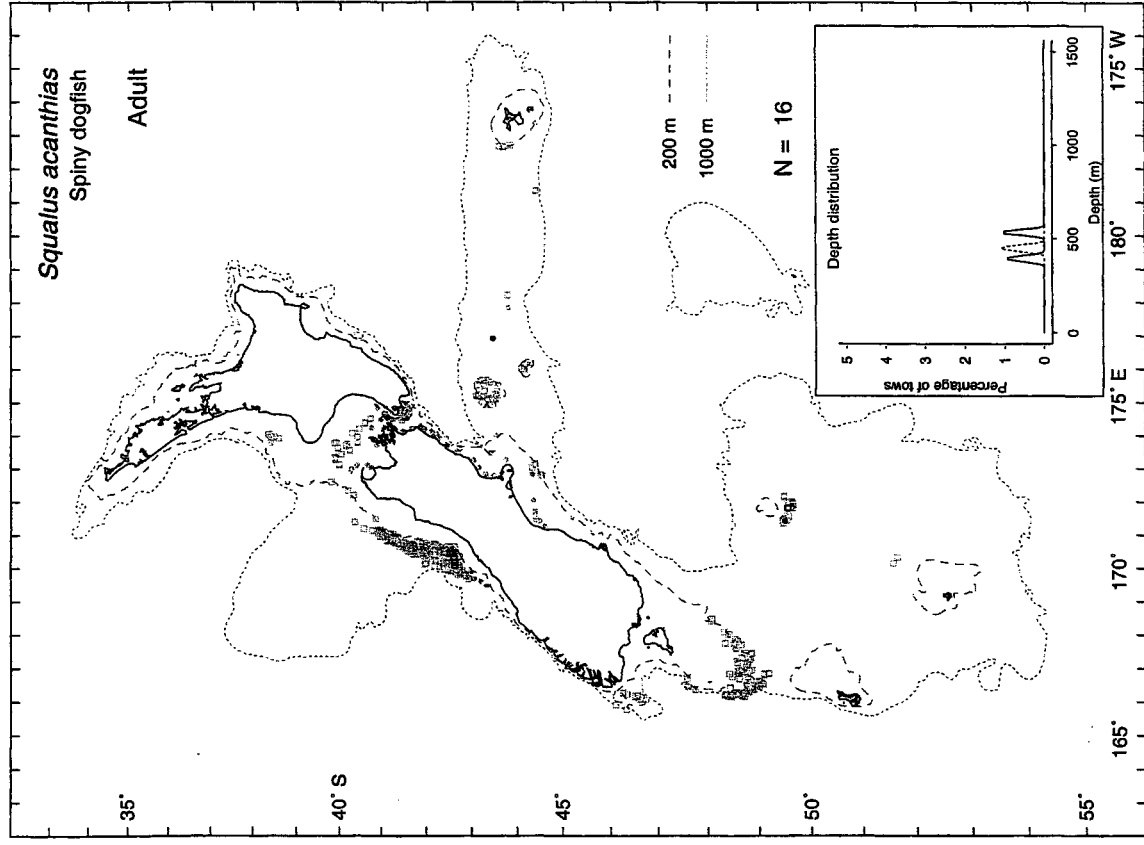 Squalus acanthias
Spiny dogfish
Adult
35°
40° S
45°
50°
55°
165°
170°
175° E
180°
175° W
200 m
1000 m
N = 16
Depth distribution
Percentage of tows
5
4
3
2
1
0
0
500
1000
1500
Depth (m)